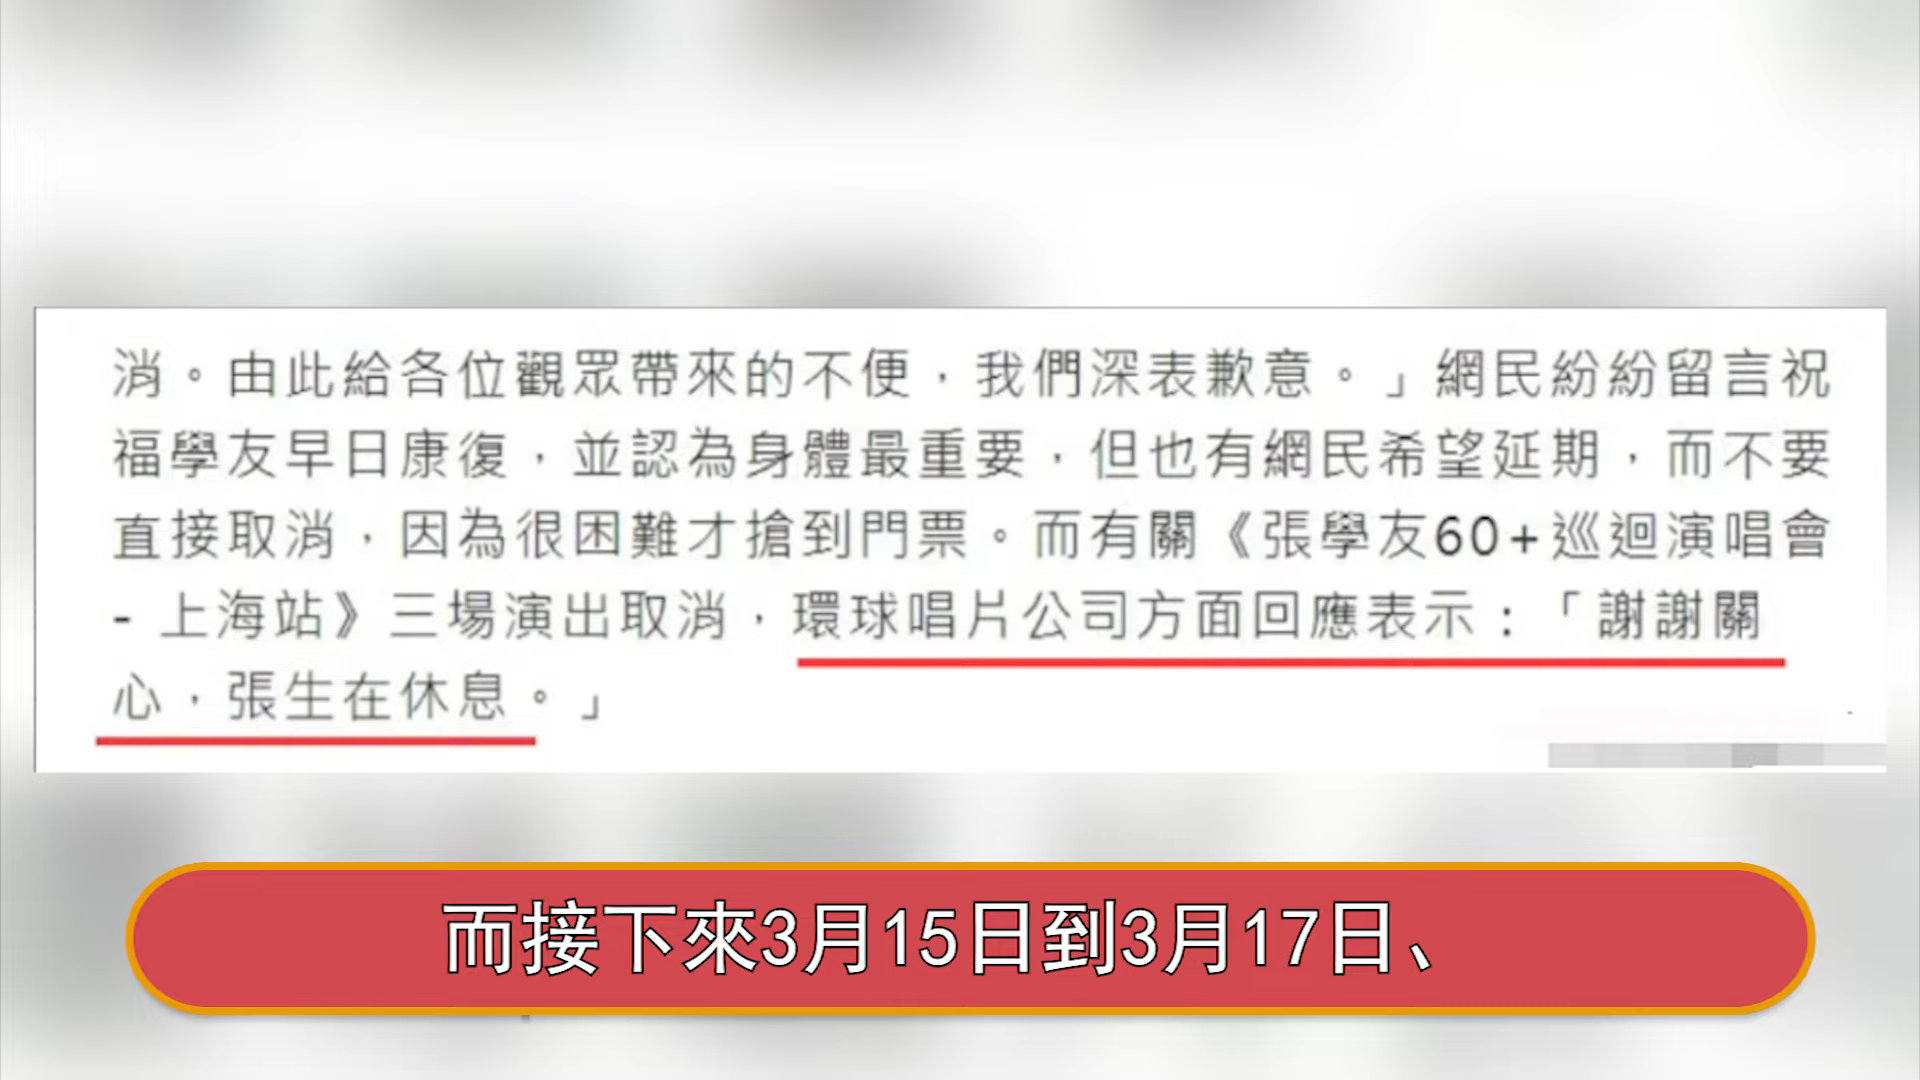 消。由此給各位觀眾帶來的不便，我們深表歉意。」網民紛紛留言祝
福學友早日康復，並認為身體最重要，但也有網民希望延期，而不要
直接取消，因為很困難才搶到門票。而有關《張學友60+巡迴演唱會
- 上海站》三場演出取消，環球唱片公司方面回應表示：「謝謝關
心，張生在休息。」
而接下來3月15日到3月17日、